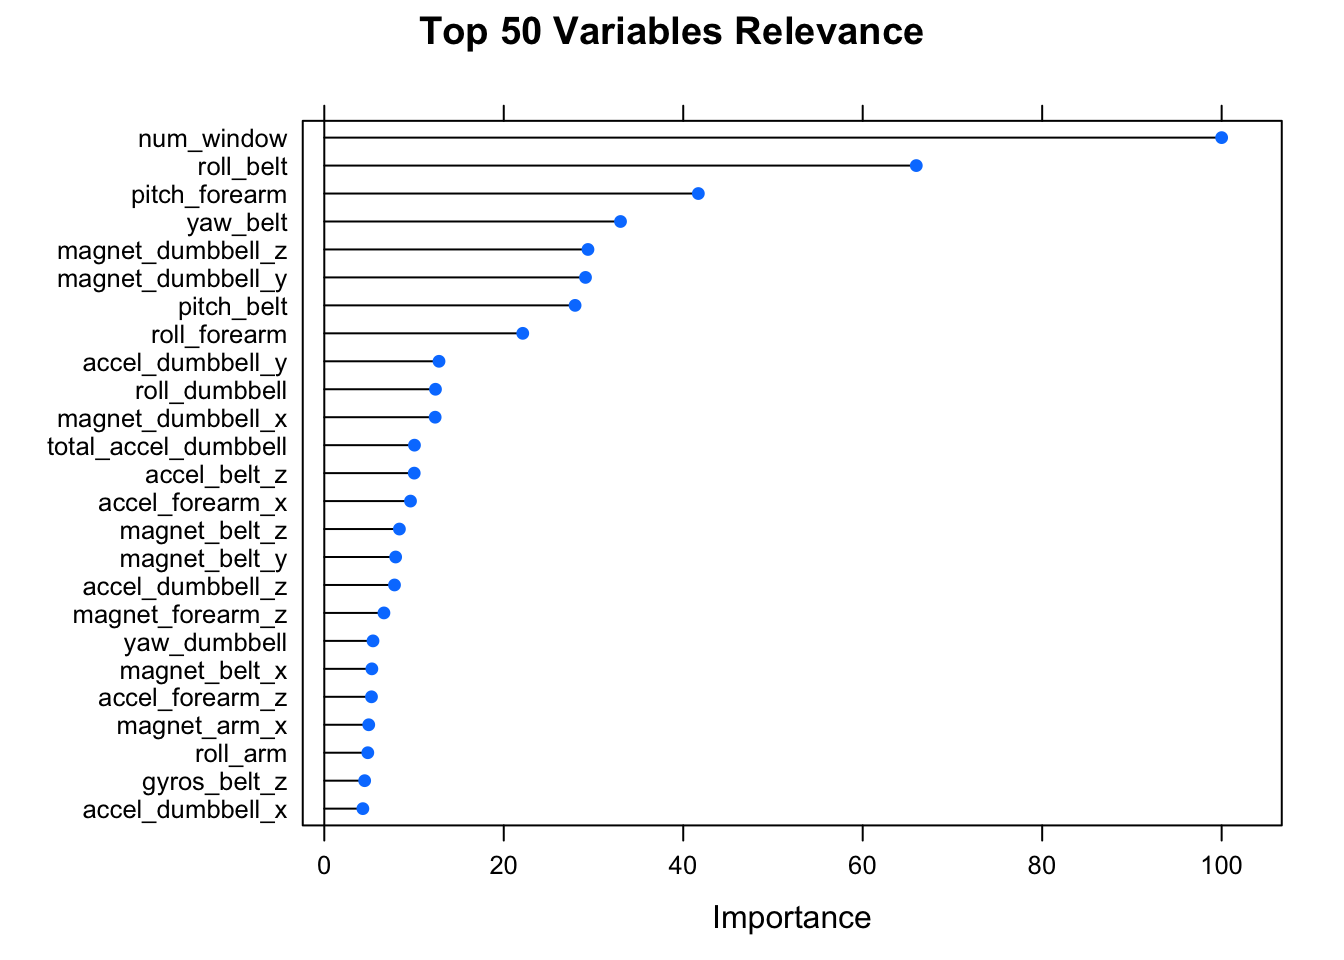 Top 50 Variables Relevance
num_window
roll_belt
pitch_forearm
yaw_belt
magnet_dumbbell_z
magnet_dumbbell_y
pitch_belt
roll_forearm
accel_dumbbell_y
roll_dumbbell
magnet_dumbbell_x
total_accel_dumbbell
accel_belt_z
accel_forearm_x
magnet_belt_z
magnet_belt_y
accel_dumbbell_z
magnet_forearm_z
yaw_dumbbell
magnet_belt_x
accel_forearm_z
magnet_arm_x
roll_arm
gyros_belt_z
accel_dumbbell_x
0 20 40 60 80 100
Importance